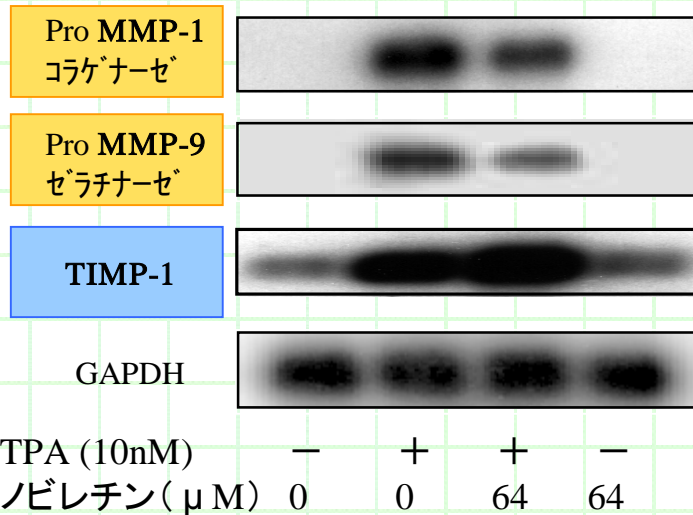 Pro MMP-1
コラゲナーゼ
Pro MMP-9
ゼラチナーゼ
TIMP-1
GAPDH
TPA (10nM) － ＋ ＋ －
ノビレチン( μ M) 0 0 64 64